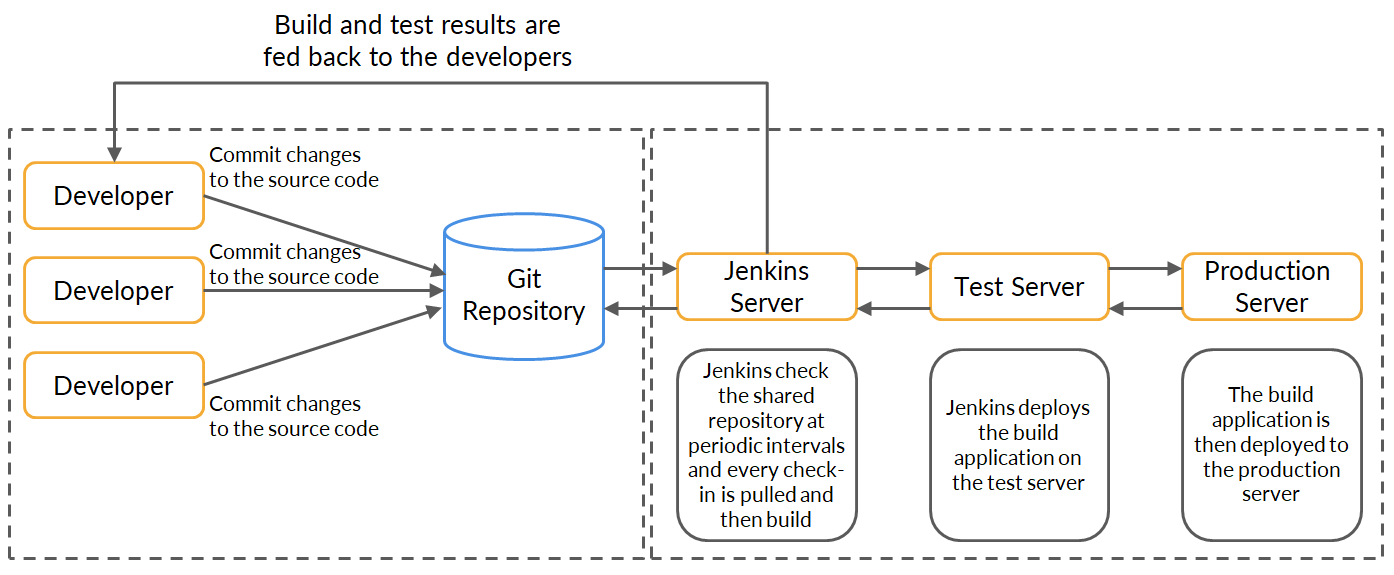 Build and test results are
fed back to the developers
Commit changes
to the source code
Developer
Commit changes
to the source code
Developer
Developer
Commit changes
to the source code
Git
Repository
Jenkins
Server
Test Server
Production
Server
Jenkins check
the shared
repository at
periodic intervals
and every check-
in is pulled and
then build
Jenkins deploys
the build
application on
the test server
The build
application is
then deployed to
the production
server